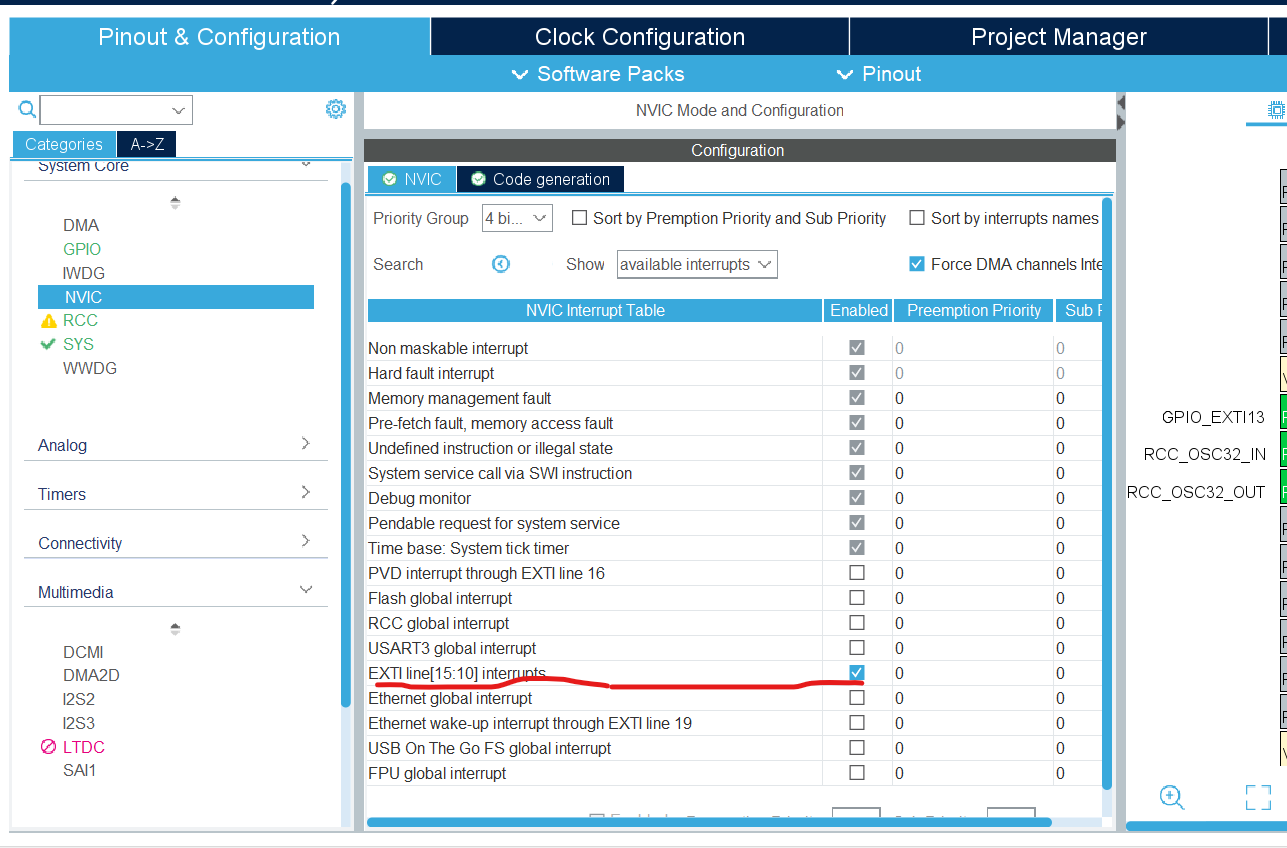 Pinout & Configuration
Clock Configuration
Project Manager
Software Packs
Pinout
Categories
A->Z
System Core
DMA
GPIO
IWDG
NVIC
RCC
SYS
WWDG
Analog
Timers
Connectivity
Multimedia
DCMI
DMA2D
I2S2
I2S3
LTDC
SAI1
NVIC Mode and Configuration
Configuration
NVIC
Code generation
Priority Group 4 bi... Sort by Premption Priority and Sub Priority Sort by interrupts names
Search Show available interrupts Force DMA channels Inte
NVIC Interrupt Table Enabled Preemption Priority Sub P
Non maskable interrupt 0 0
Hard fault interrupt 0 0
Memory management fault 0 0
Pre-fetch fault, memory access fault 0 0
Undefined instruction or illegal state 0 0
System service call via SWI instruction 0 0
Debug monitor 0 0
Pendable request for system service 0 0
Time base: System tick timer 0 0
PVD interrupt through EXTI line 16 0 0
Flash global interrupt 0 0
RCC global interrupt 0 0
USART3 global interrupt 0 0
EXTI line[15:10] interrupts 0 0
Ethernet global interrupt 0 0
Ethernet wake-up interrupt through EXTI line 19 0 0
USB On The Go FS global interrupt 0 0
FPU global interrupt 0 0
GPIO_EXTI13
RCC_OSC32_IN
RCC_OSC32_OUT